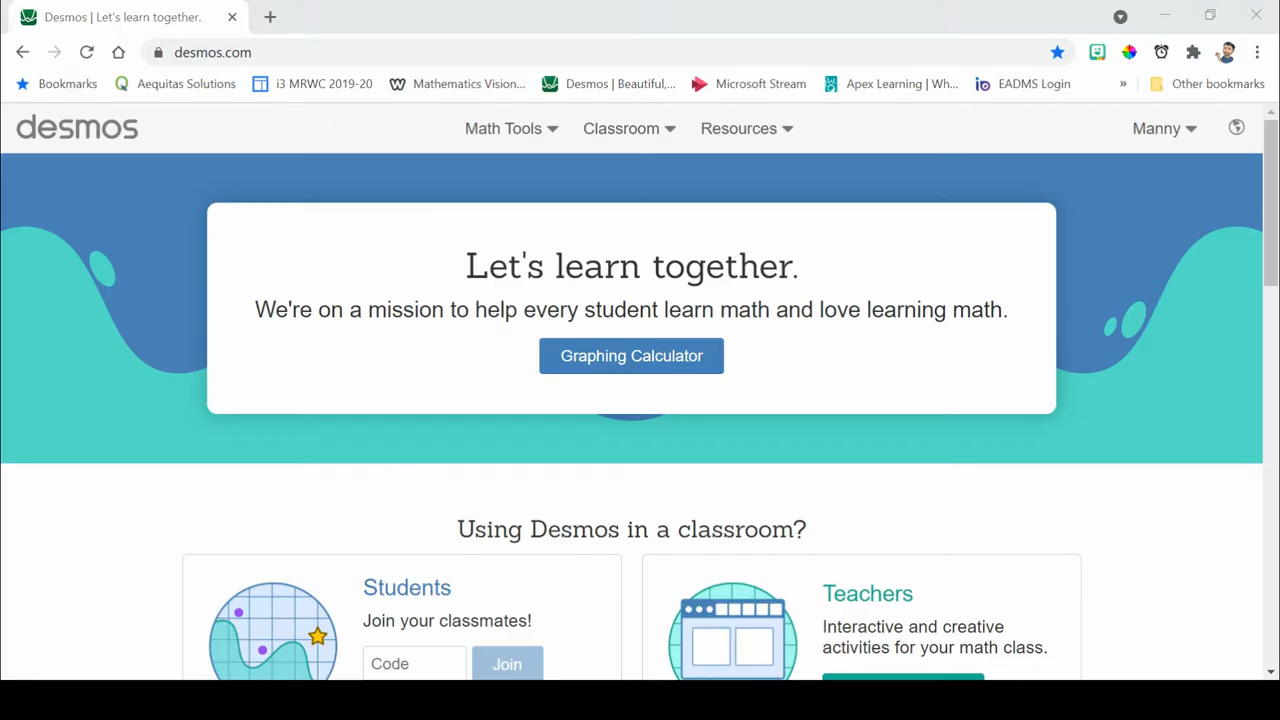 Desmos | Let's learn together.
desmos.com
Bookmarks Aequitas Solutions i3 MRWC 2019-20 Mathematics Vision... Desmos | Beautiful,... Microsoft Stream Apex Learning | Wh... EADMS Login » Other bookmarks
desmos Math Tools Classroom Resources Manny
Let's learn together.
We're on a mission to help every student learn math and love learning math.
Graphing Calculator
Using Desmos in a classroom?
Students
Join your classmates!
Code Join
Teachers
Interactive and creative
activities for your math class.